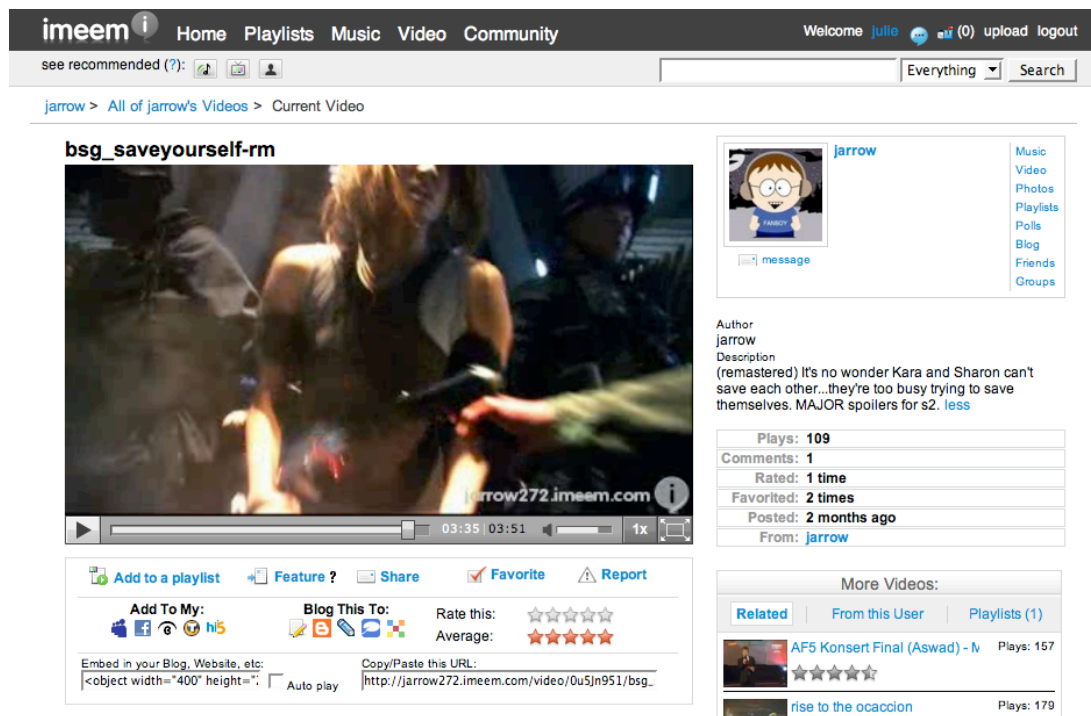 imeem i Home Playlists Music Video Community Welcome julie (0) upload logout
see recommended (?): Everything Search
jarrow > All of jarrow's Videos > Current Video
bsg_saveyourself-rm
jarrow272.imeem.com i
03:35 03:51 1x
Add to a playlist Feature ? Share Favorite Report
Add To My: Blog This To: Rate this:
hi5
Average:
Embed in your Blog, Website, etc: Copy/Paste this URL:
<object width="400" height=" Auto play http://jarrow272.imeem.com/video/0u5Jn951/bsg_
jarrow
FANBOY
message
Music
Video
Photos
Playlists
Polls
Blog
Friends
Groups
Author
jarrow
Description
(remastered) It's no wonder Kara and Sharon can't
save each other...they're too busy trying to save
themselves. MAJOR spoilers for s2. less
Plays: 109
Comments: 1
Rated: 1 time
Favorited: 2 times
Posted: 2 months ago
From: jarrow
More Videos:
Related From this User Playlists (1)
AF5 Konsert Final (Aswad) - Plays: 157
rise to the ocaccion Plays: 179